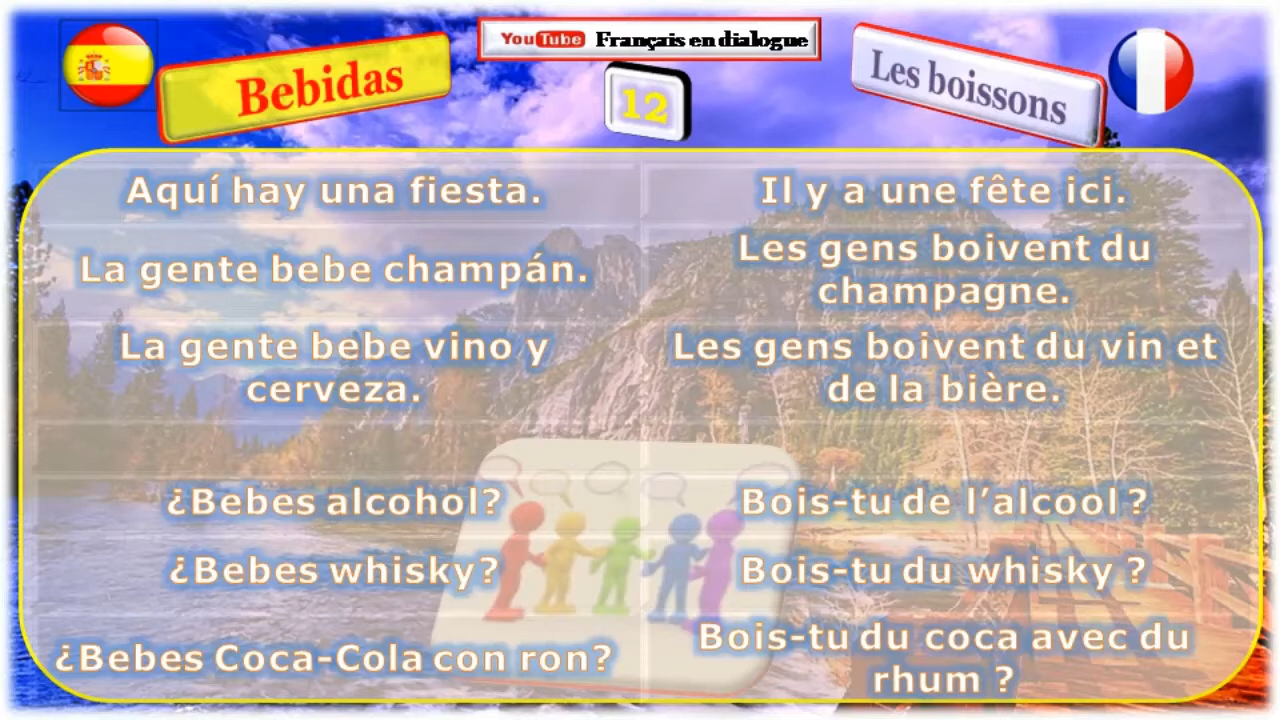 YouTube Français en dialogue
Bebidas
12
Les boissons
Aquí hay una fiesta.
Il y a une fête ici.
La gente bebe champán.
Les gens boivent du
champagne.
La gente bebe vino y
cerveza.
Les gens boivent du vin et
de la bière.
¿Bebes alcohol?
Bois-tu de l’alcool ?
¿Bebes whisky?
Bois-tu du whisky ?
¿Bebes Coca-Cola con ron?
Bois-tu du coca avec du
rhum ?